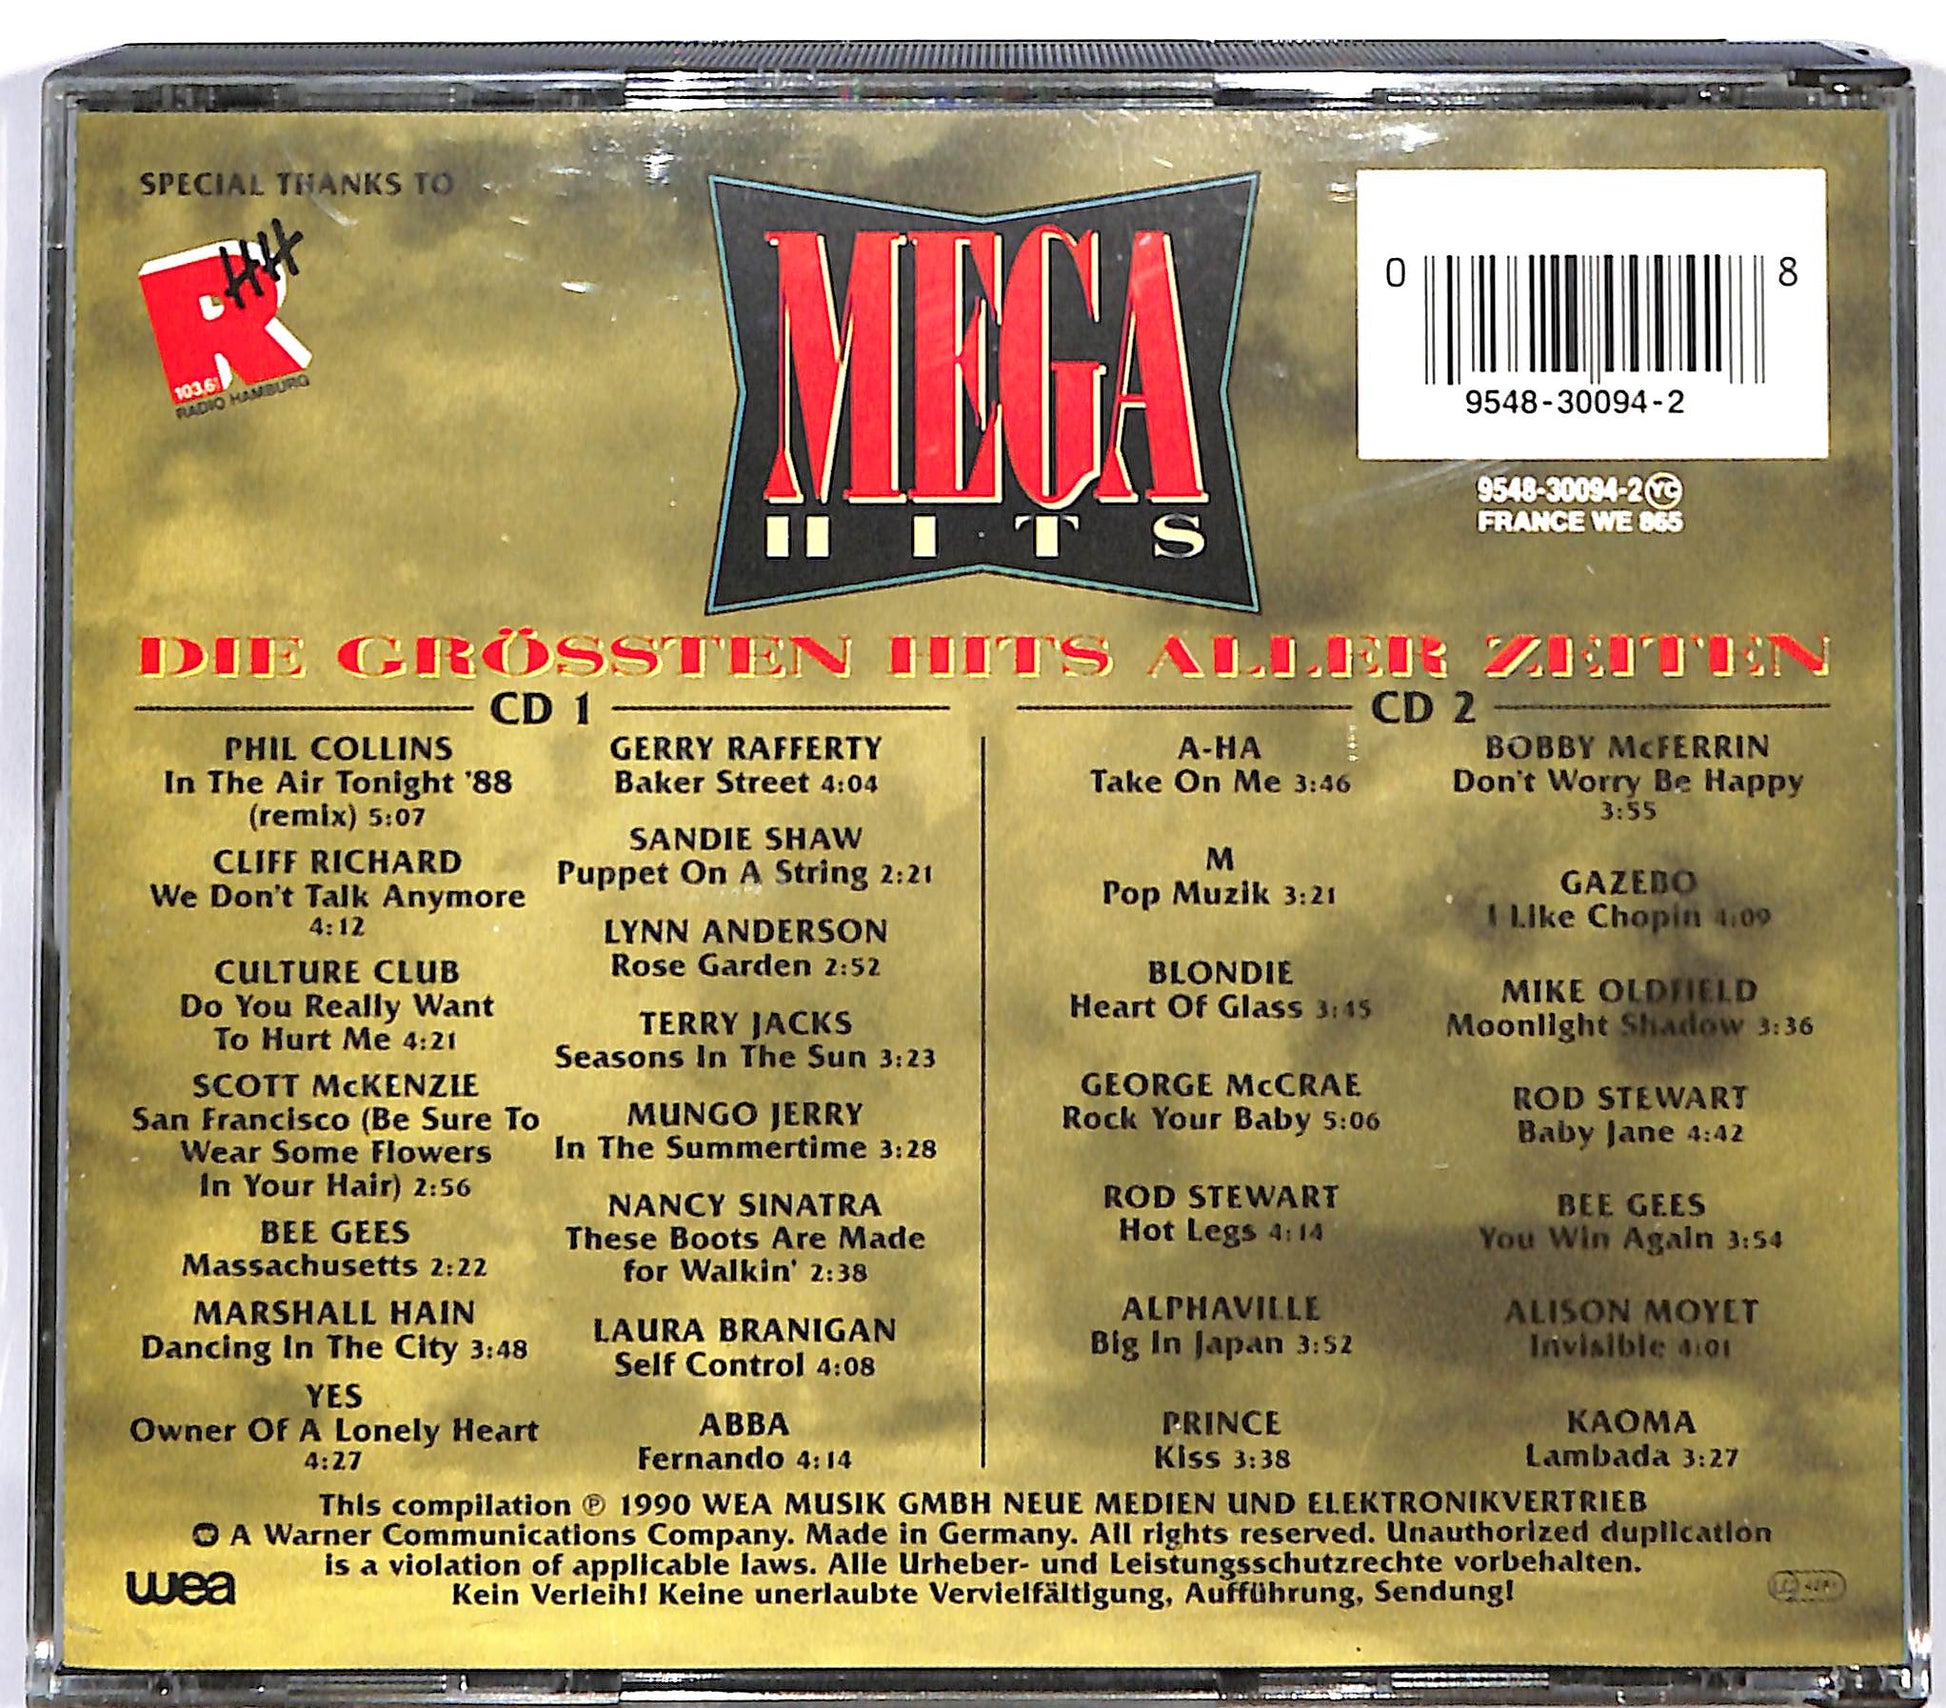 SPECIAL THANKS TO
HH
R
103.6
RADIO HAMBURG
MEGA
HITS
0
8
9548-30094-2
9548-30094-2 YC
FRANCE WE 865
DIE GRÖSSTEN HITS ALLER ZEITEN
CD 1
PHIL COLLINS
In The Air Tonight '88
(remix) 5:07
CLIFF RICHARD
We Don't Talk Anymore
4:12
CULTURE CLUB
Do You Really Want
To Hurt Me 4:21
SCOTT McKENZIE
San Francisco (Be Sure To
Wear Some Flowers
In Your Hair) 2:56
BEE GEES
Massachusetts 2:22
MARSHALL HAIN
Dancing In The City 3:48
YES
Owner Of A Lonely Heart
4:27
GERRY RAFFERTY
Baker Street 4:04
SANDIE SHAW
Puppet On A String 2:21
LYNN ANDERSON
Rose Garden 2:52
TERRY JACKS
Seasons In The Sun 3:23
MUNGO JERRY
In The Summertime 3:28
NANCY SINATRA
These Boots Are Made
for Walkin' 2:38
LAURA BRANIGAN
Self Control 4:08
ABBA
Fernando 4:14
CD 2
A-HA
Take On Me 3:46
M
Pop Muzik 3:21
BLONDIE
Heart Of Glass 3:45
GEORGE McCRAE
Rock Your Baby 5:06
ROD STEWART
Hot Legs 4:14
ALPHAVILLE
Big In Japan 3:52
PRINCE
Kiss 3:38
BOBBY McFERRIN
Don't Worry Be Happy
3:55
GAZEBO
I Like Chopin 4:09
MIKE OLDFIELD
Moonlight Shadow 3:36
ROD STEWART
Baby Jane 4:42
BEE GEES
You Win Again 3:54
ALISON MOYET
Invisible 4:01
KAOMA
Lambada 3:27
This compilation ℗ 1990 WEA MUSIK GMBH NEUE MEDIEN UND ELEKTRONIKVERTRIEB
A Warner Communications Company. Made in Germany. All rights reserved. Unauthorized duplication
is a violation of applicable laws. Alle Urheber- und Leistungsschutzrechte vorbehalten.
Kein Verleih! Keine unerlaubte Vervielfältigung, Aufführung, Sendung!
wea